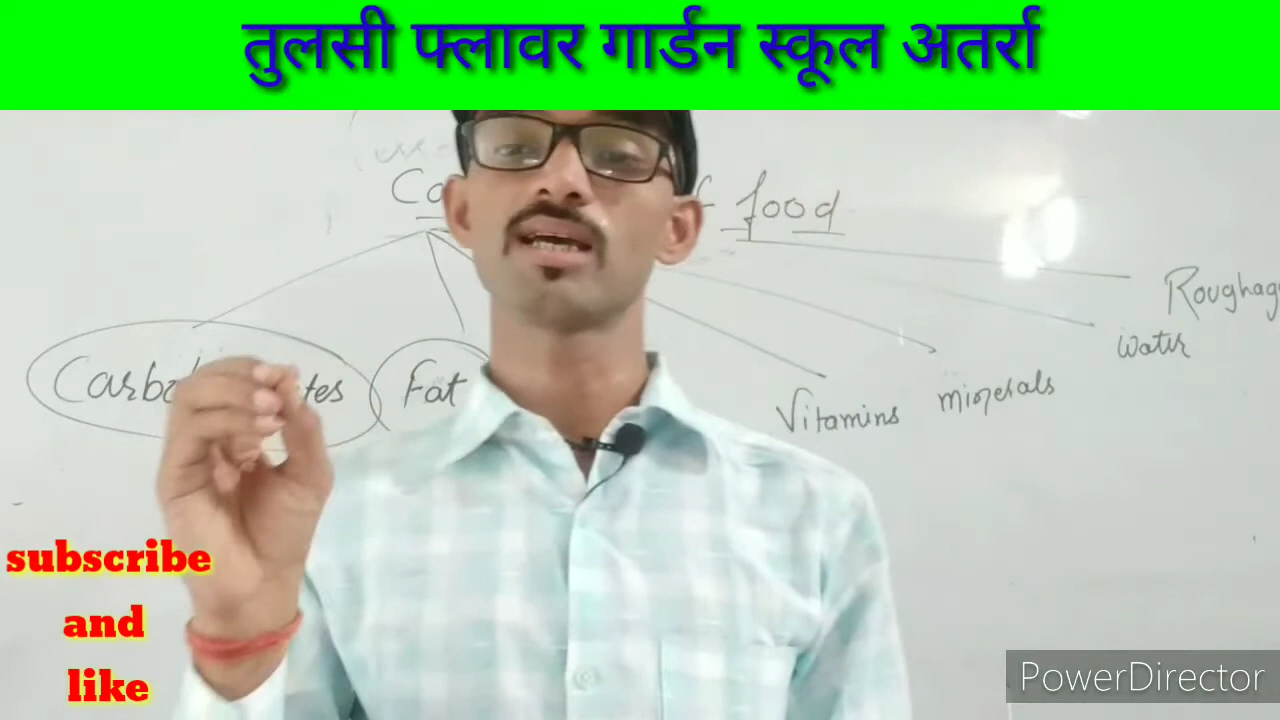 तुलसी फ्लावर गार्डन स्कूल अतर्रा
food
Roughag
water
Fat
Vitamins
minerals
subscribe
and
like
PowerDirector